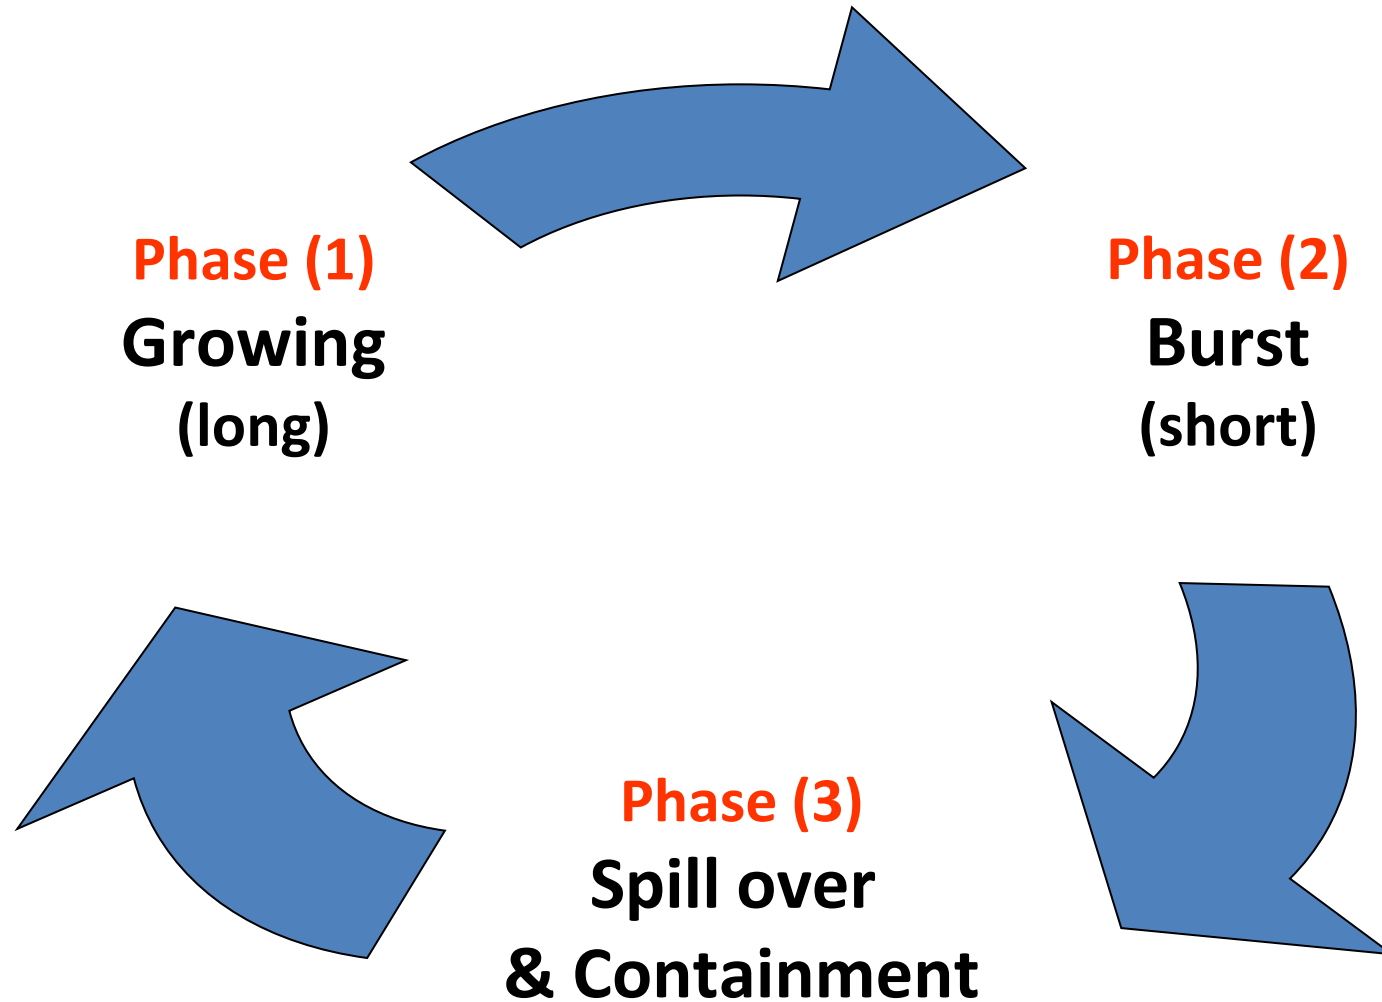 Phase (1)
Growing
(long)
Phase (2)
Burst
(short)
Phase (3)
Spill over
& Containment